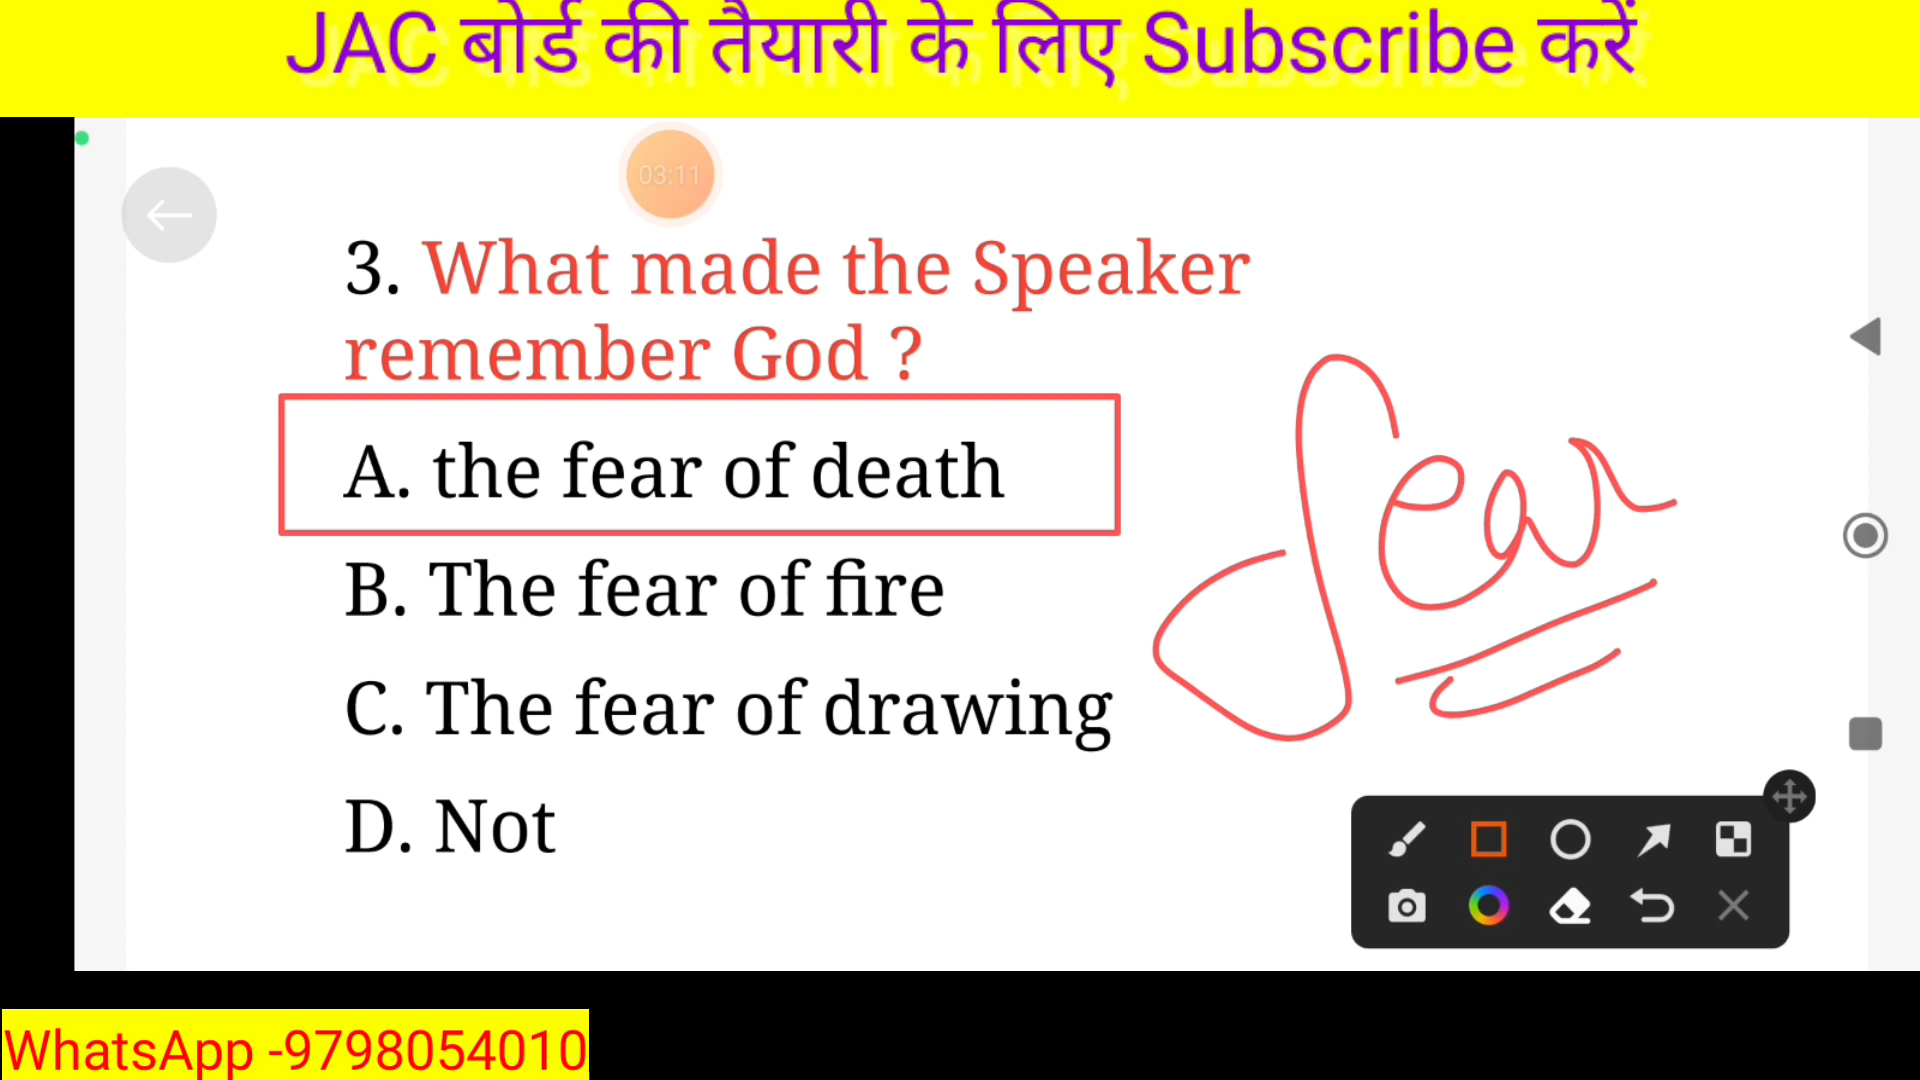 JAC बोर्ड की तैयारी के लिए Subscribe करें
03:11
3. What made the Speaker
remember God ?
A. the fear of death
B. The fear of fire
C. The fear of drawing
D. Not
fear
WhatsApp -9798054010